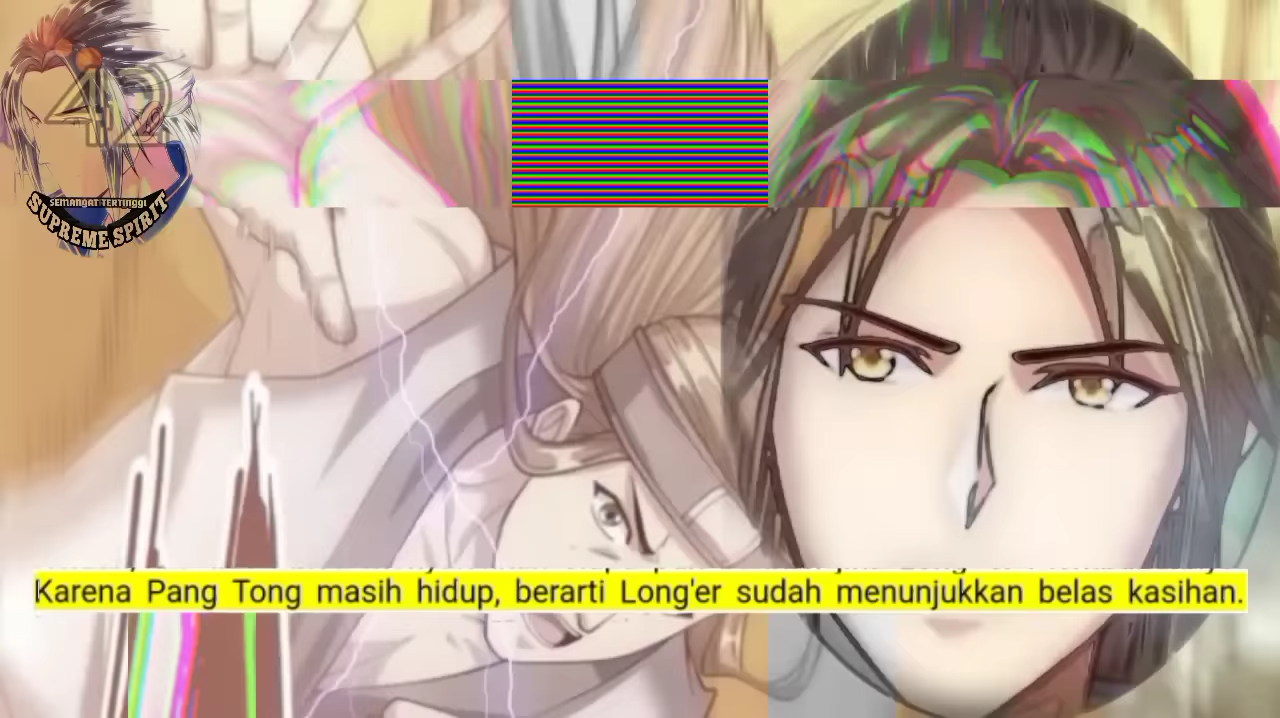 42
SEMANGAT TERTINGGI
SUPREME SPIRIT
Karena Pang Tong masih hidup, berarti Long'er sudah menunjukkan belas kasihan.